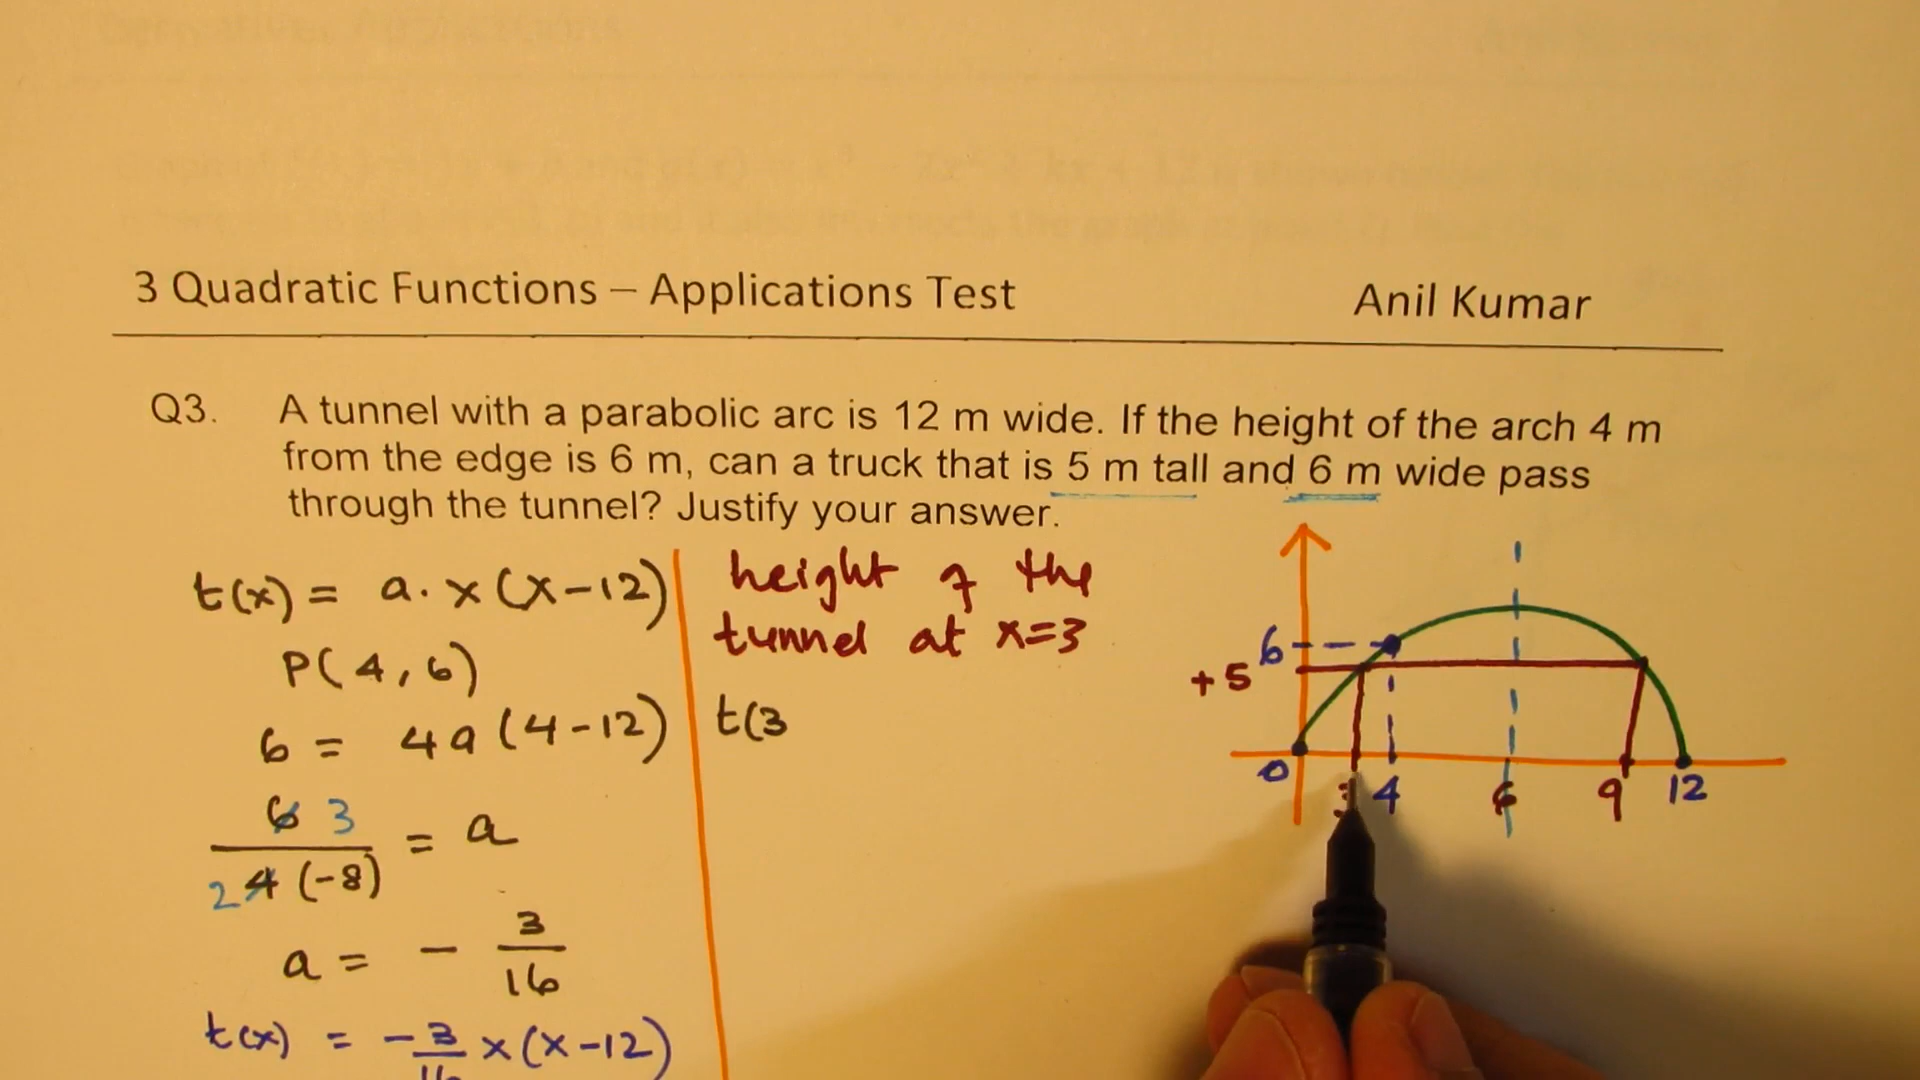 3 Quadratic Functions – Applications Test Anil Kumar
Q3. A tunnel with a parabolic arc is 12 m wide. If the height of the arch 4 m
from the edge is 6 m, can a truck that is 5 m tall and 6 m wide pass
through the tunnel? Justify your answer.
t(x) = a. x (x-12)
P(4, 6)
6 = 4a (4-12)
6 3
2 4 (-8) = a
a = - 3
16
t(x) = - 3 x (x-12)
16
height of the
tunnel at x=3
t(3
6
+5
0 3 4 6 9 12